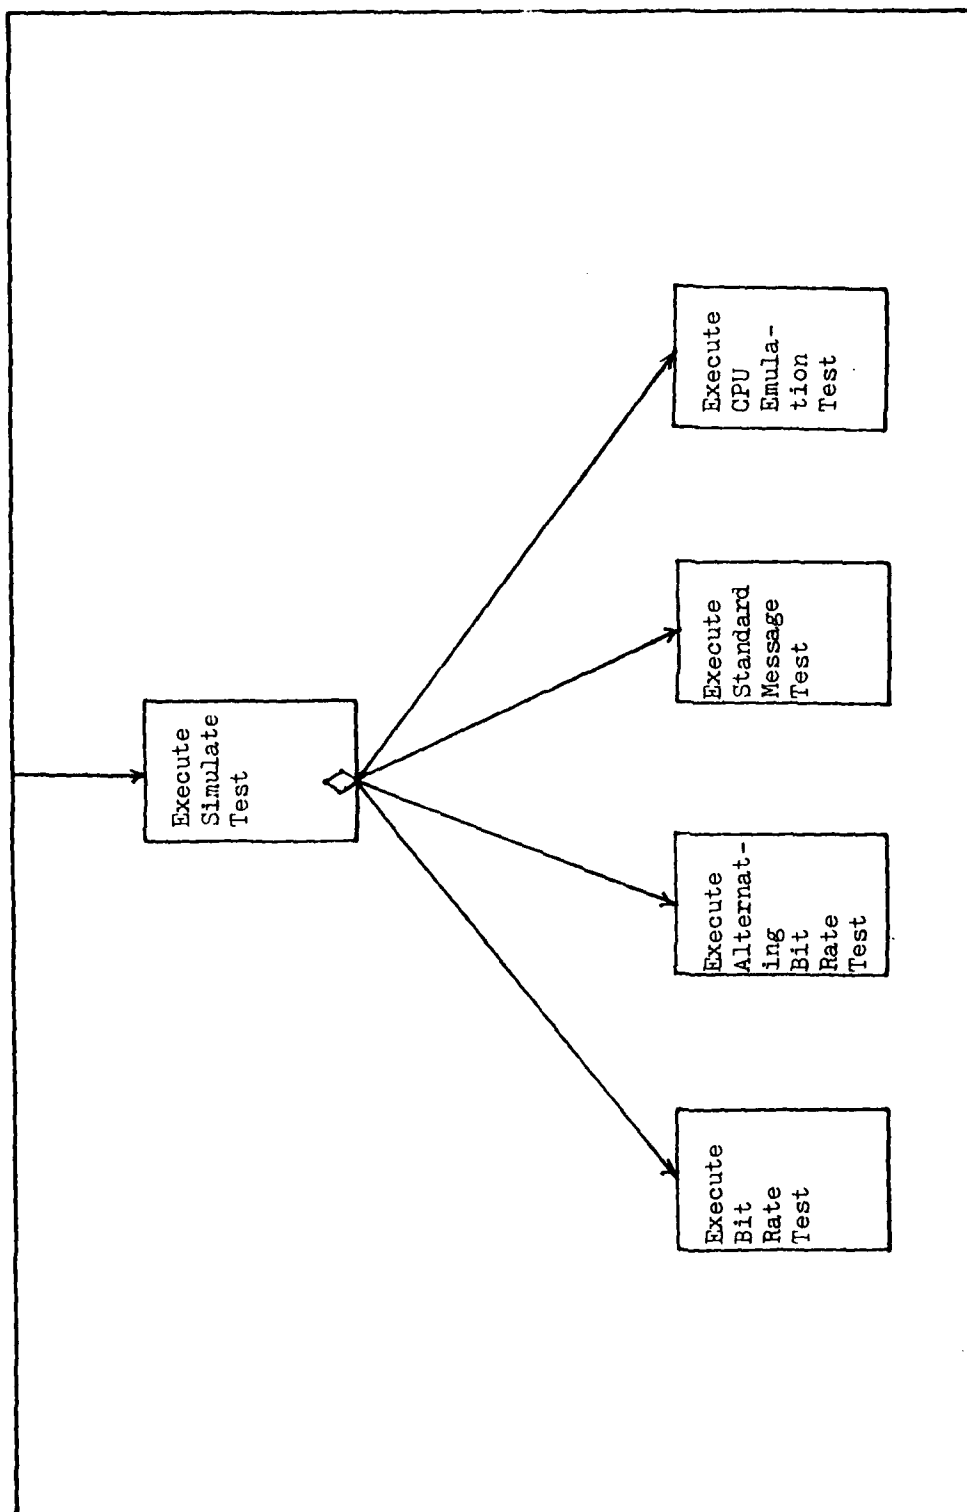 Execute
Simulate
Test
Execute
Bit
Rate
Test
Execute
Alternat-
ing
Bit
Rate
Test
Execute
Standard
Message
Test
Execute
CPU
Emula-
tion
Test